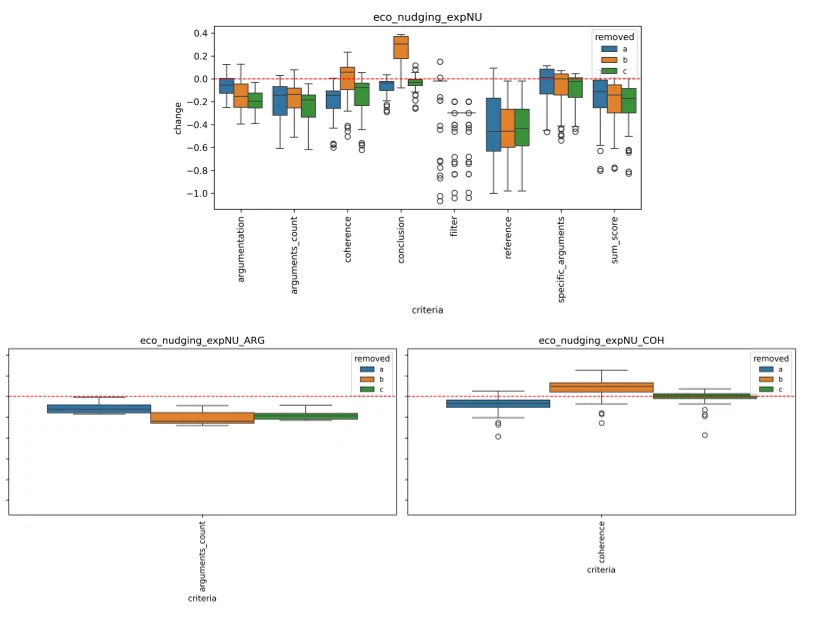 eco_nudging_expNU
removed
a
b
c
change
0.4
0.2
0.0
−0.2
−0.4
−0.6
−0.8
−1.0
argumentation
arguments_count
coherence
conclusion
filter
reference
specific_arguments
sum_score
criteria
eco_nudging_expNU_ARG
removed
a
b
c
arguments_count
criteria
eco_nudging_expNU_COH
removed
a
b
c
coherence
criteria